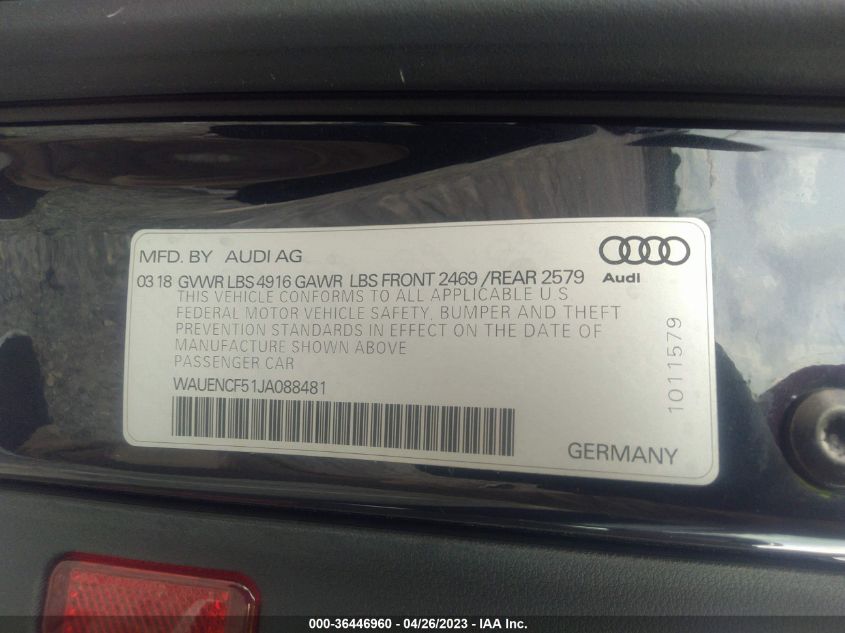 MFD. BY AUDI AG
Audi
03 18 GVWR LBS 4916 GAWR LBS FRONT 2469 /REAR 2579
THIS VEHICLE CONFORMS TO ALL APPLICABLE U.S
FEDERAL MOTOR VEHICLE SAFETY, BUMPER AND THEFT
PREVENTION STANDARDS IN EFFECT ON THE DATE OF
MANUFACTURE SHOWN ABOVE
PASSENGER CAR
WAUENCF51JA088481
1011579
GERMANY
000-36446960 - 04/26/2023 - IAA Inc.